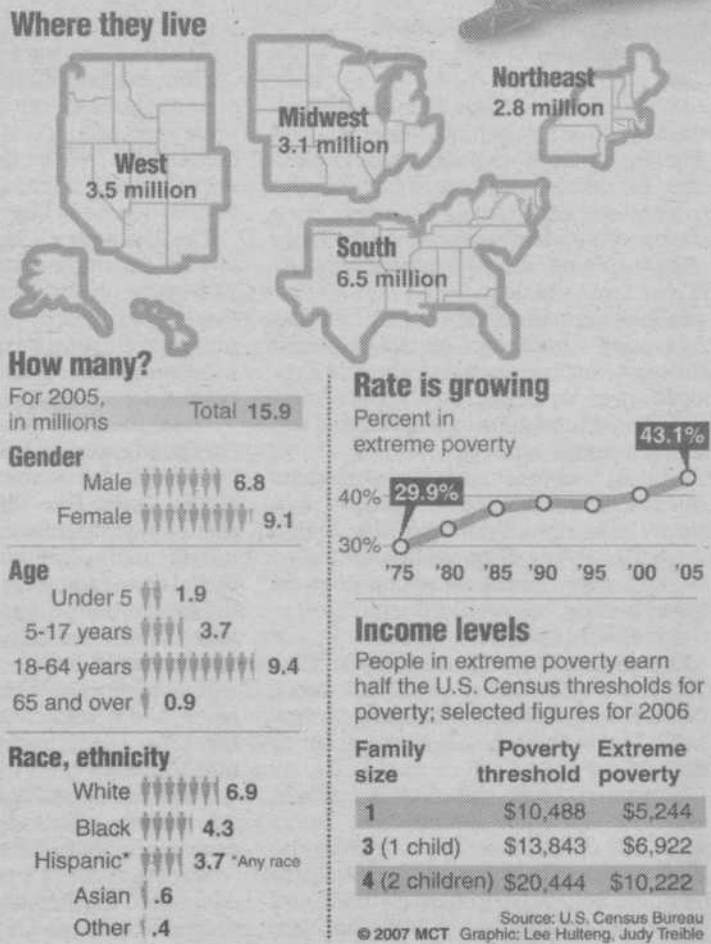 Where they live
Northeast
2.8 million
Midwest
3.1 million
West
3.5 million
South
6.5 million
How many?
For 2005,
in millions
Total 15.9
Gender
Male 6.8
Female 9.1
Age
Under 5 1.9
5-17 years 3.7
18-64 years 9.4
65 and over 0.9
Race, ethnicity
White 6.9
Black 4.3
Hispanic* 3.7 *Any race
Asian .6
Other .4
Rate is growing
Percent in
extreme poverty
43.1%
40% 29.9%
30%
'75 '80 '85 '90 '95 '00 '05
Income levels
People in extreme poverty earn
half the U.S. Census thresholds for
poverty; selected figures for 2006
Family size Poverty threshold Extreme poverty
1 $10,488 $5,244
3 (1 child) $13,843 $6,922
4 (2 children) $20,444 $10,222
Source: U.S. Census Bureau
© 2007 MCT Graphic: Lee Hulteng, Judy Treible